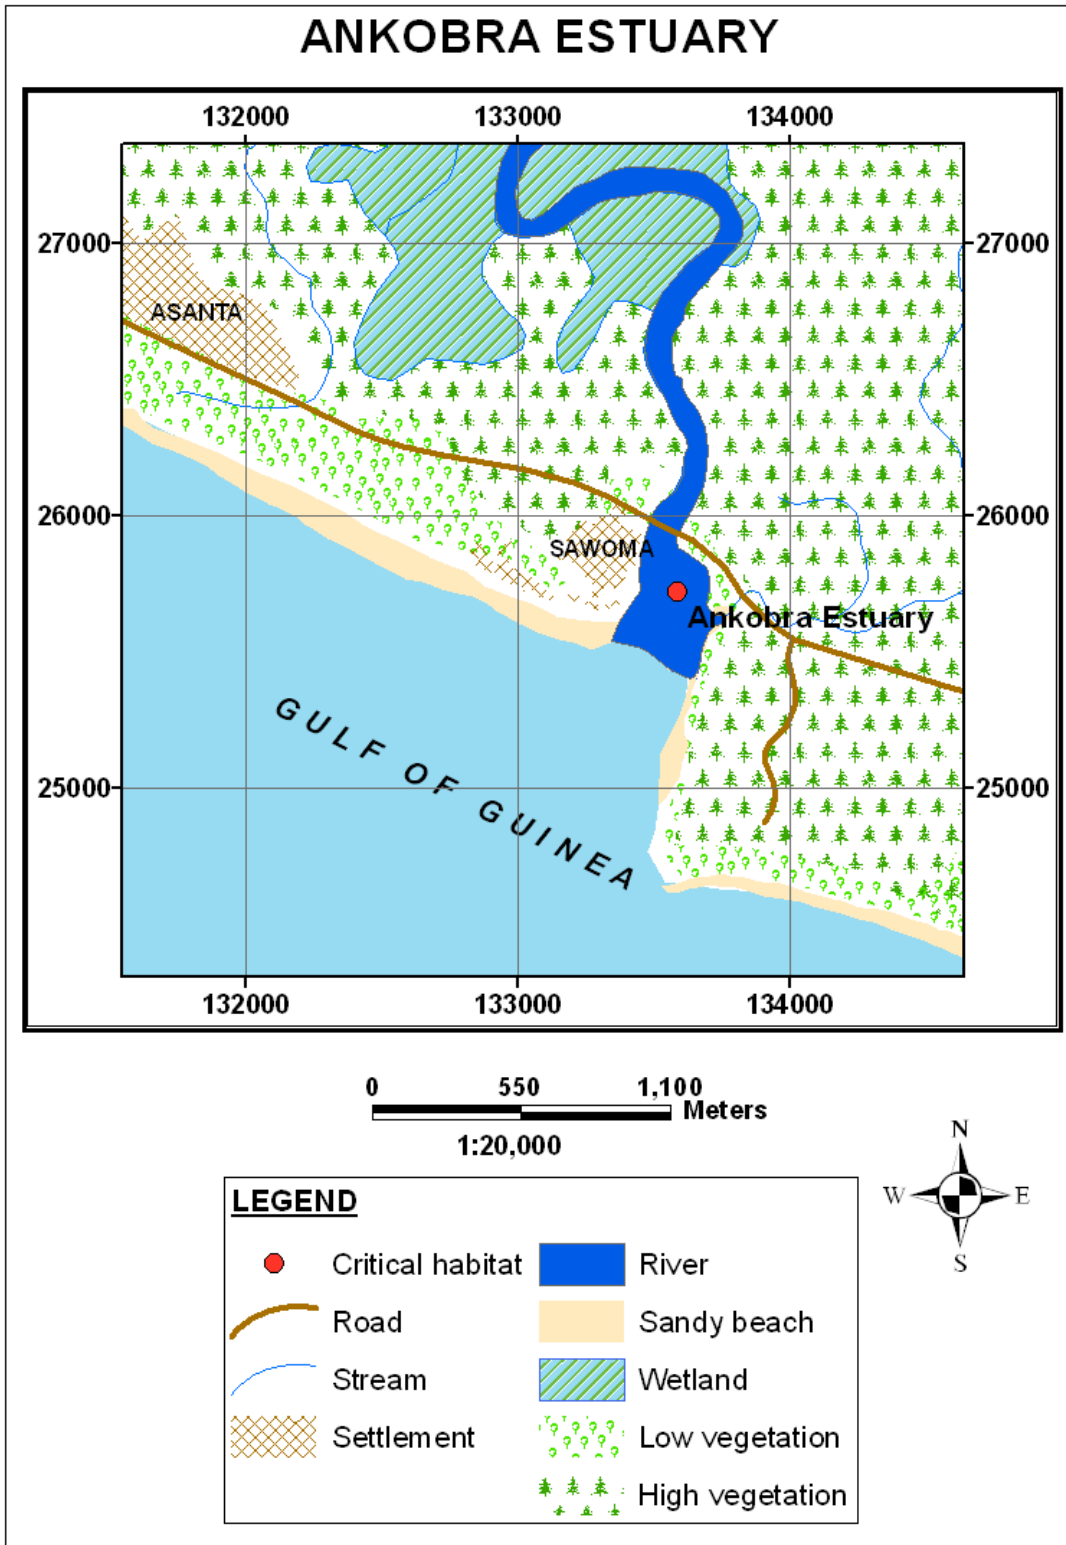 ANKOBRA ESTUARY
132000 133000 134000
27000 27000
ASANTA
26000 26000
SAWOMA
Ankobra Estuary
GULF OF GUINEA
25000 25000
132000 133000 134000
0 550 1,100
Meters
1:20,000
N
W E
S
LEGEND
Critical habitat River
Road Sandy beach
Stream Wetland
Settlement Low vegetation
High vegetation